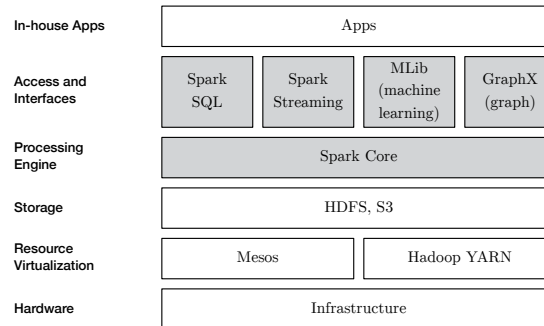 In-house Apps
Apps
Access and
Interfaces
Spark
SQL
Spark
Streaming
MLib
(machine
learning)
GraphX
(graph)
Processing
Engine
Spark Core
Storage
HDFS, S3
Resource
Virtualization
Mesos
Hadoop YARN
Hardware
Infrastructure